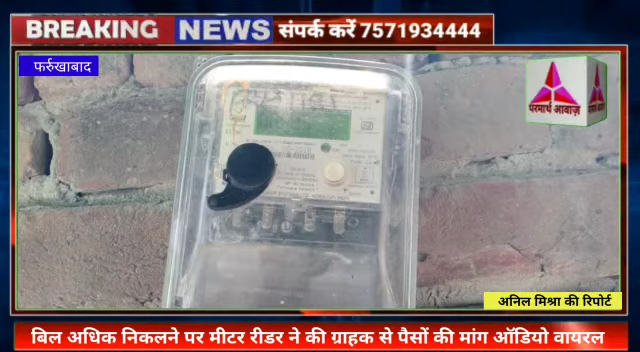 BREAKING NEWS संपर्क करें 7571934444
फर्रुखाबाद
परमार्थ आवाज़
अनिल मिश्रा की रिपोर्ट
बिल अधिक निकलने पर मीटर रीडर ने की ग्राहक से पैसों की मांग ऑडियो वायरल